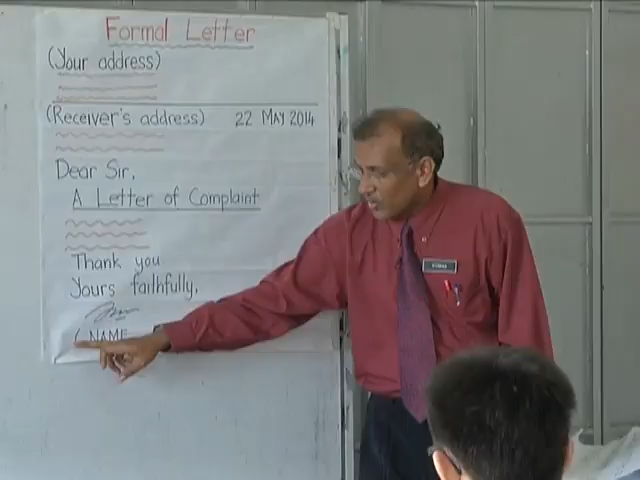 Formal Letter
(Your address)
(Receiver's address) 22 MAY 2014
Dear Sir,
A Letter of Complaint
Thank you
Yours faithfully,
( NAME